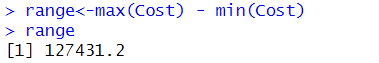 > range<-max(Cost) - min(Cost)
> range
[1] 127431.2